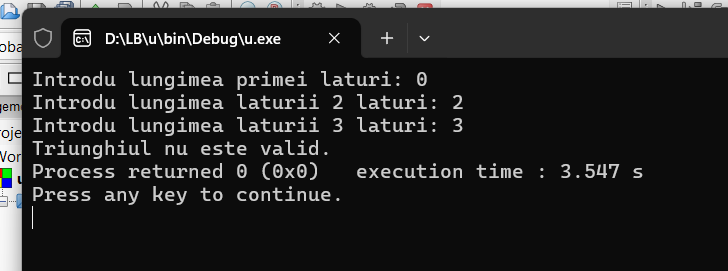 D:\LB\u\bin\Debug\u.exe
Introdu lungimea primei laturi: 0
Introdu lungimea laturii 2 laturi: 2
Introdu lungimea laturii 3 laturi: 3
Triunghiul nu este valid.
Process returned 0 (0x0)   execution time : 3.547 s
Press any key to continue.